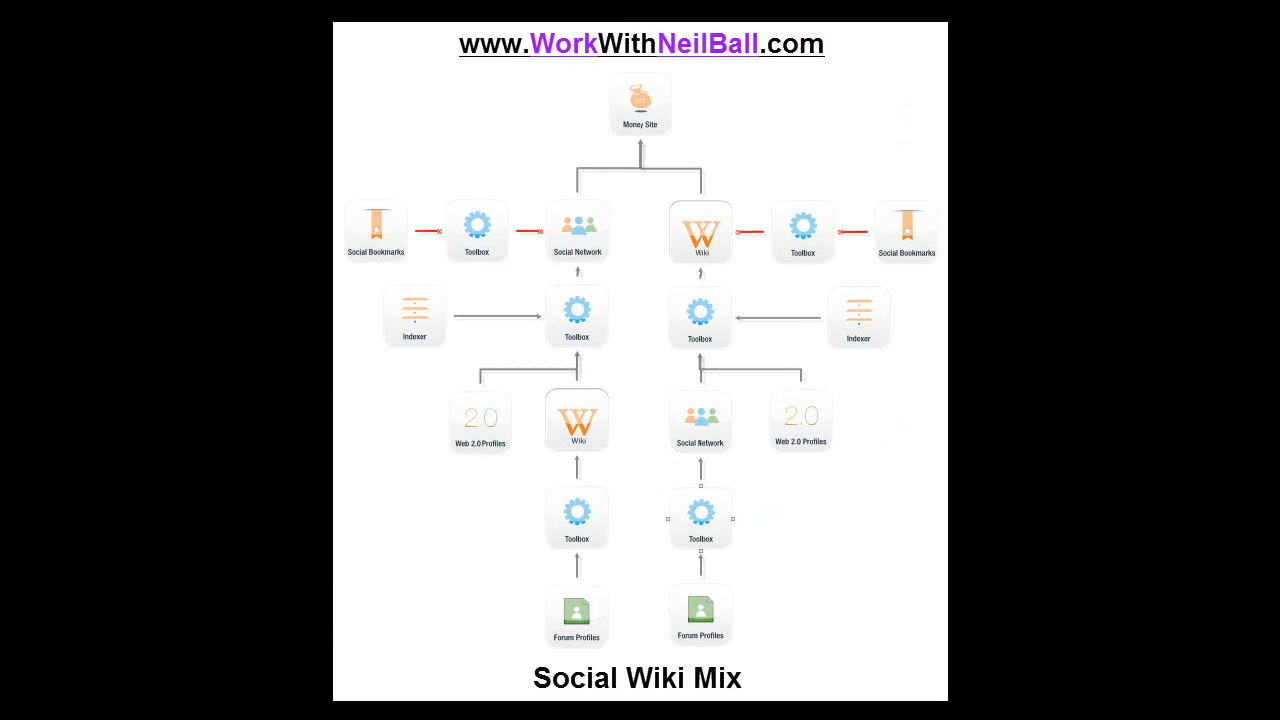 www.WorkWithNeilBall.com
Money Site
Social Bookmarks
Toolbox
Social Network
Wiki
Toolbox
Social Bookmarks
Indexer
Toolbox
Toolbox
Indexer
Web 2.0 Profiles
Wiki
Social Network
Web 2.0 Profiles
2.0
2.0
Toolbox
Toolbox
Forum Profiles
Forum Profiles
Social Wiki Mix